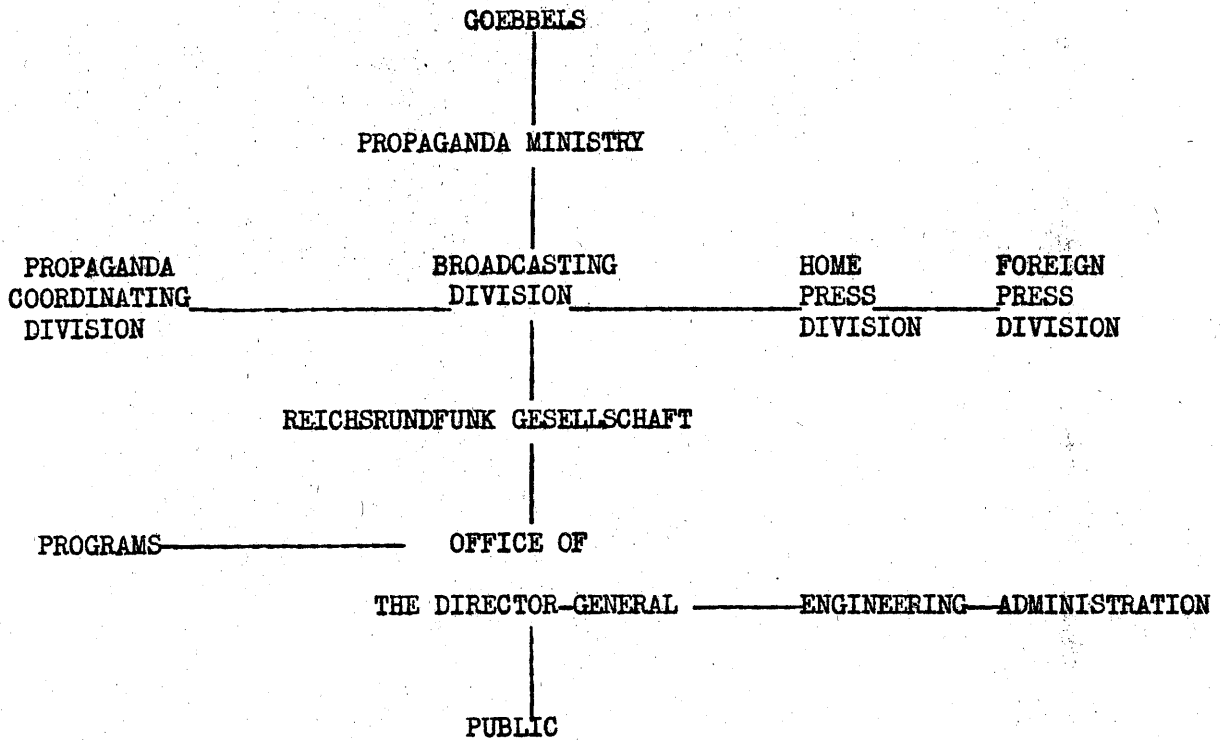 GOEBBELS
PROPAGANDA MINISTRY
PROPAGANDA
COORDINATING
DIVISION
BROADCASTING
DIVISION
HOME
PRESS
DIVISION
FOREIGN
PRESS
DIVISION
REICHSRUNDFUNK GESELLSCHAFT
PROGRAMS
OFFICE OF
THE DIRECTOR-GENERAL
ENGINEERING
ADMINISTRATION
PUBLIC